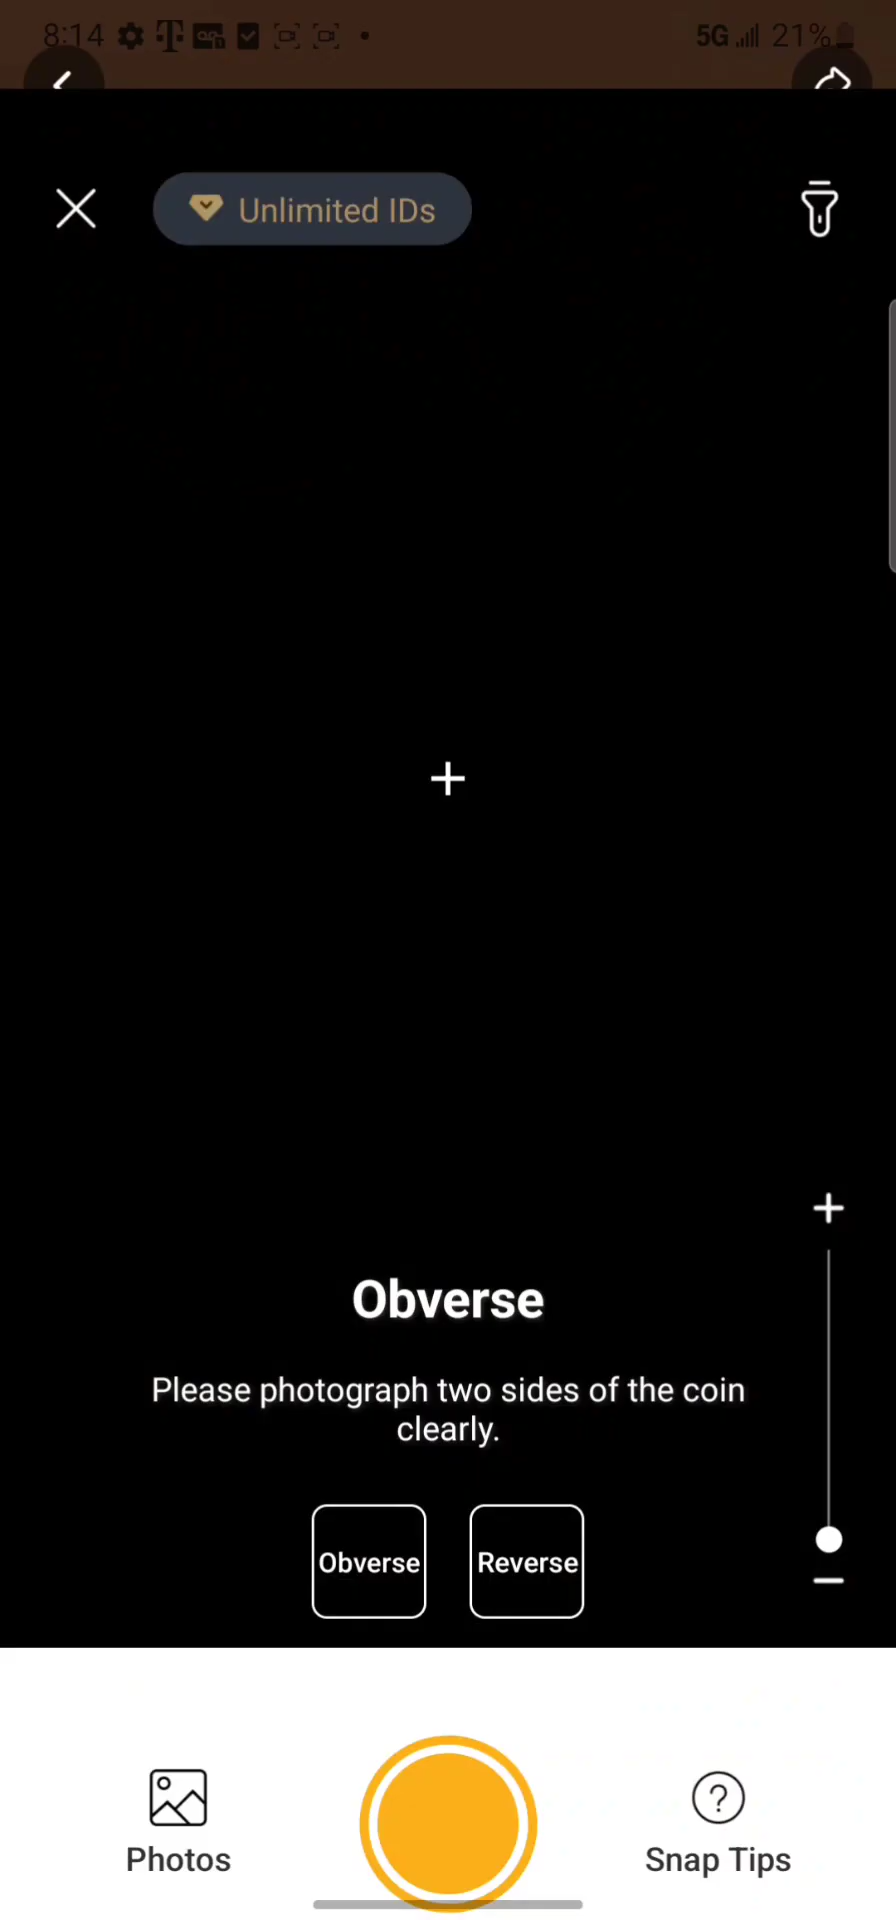 8:14
5G 21%
Unlimited IDs
Obverse
Please photograph two sides of the coin
clearly.
Obverse Reverse
Photos
Snap Tips